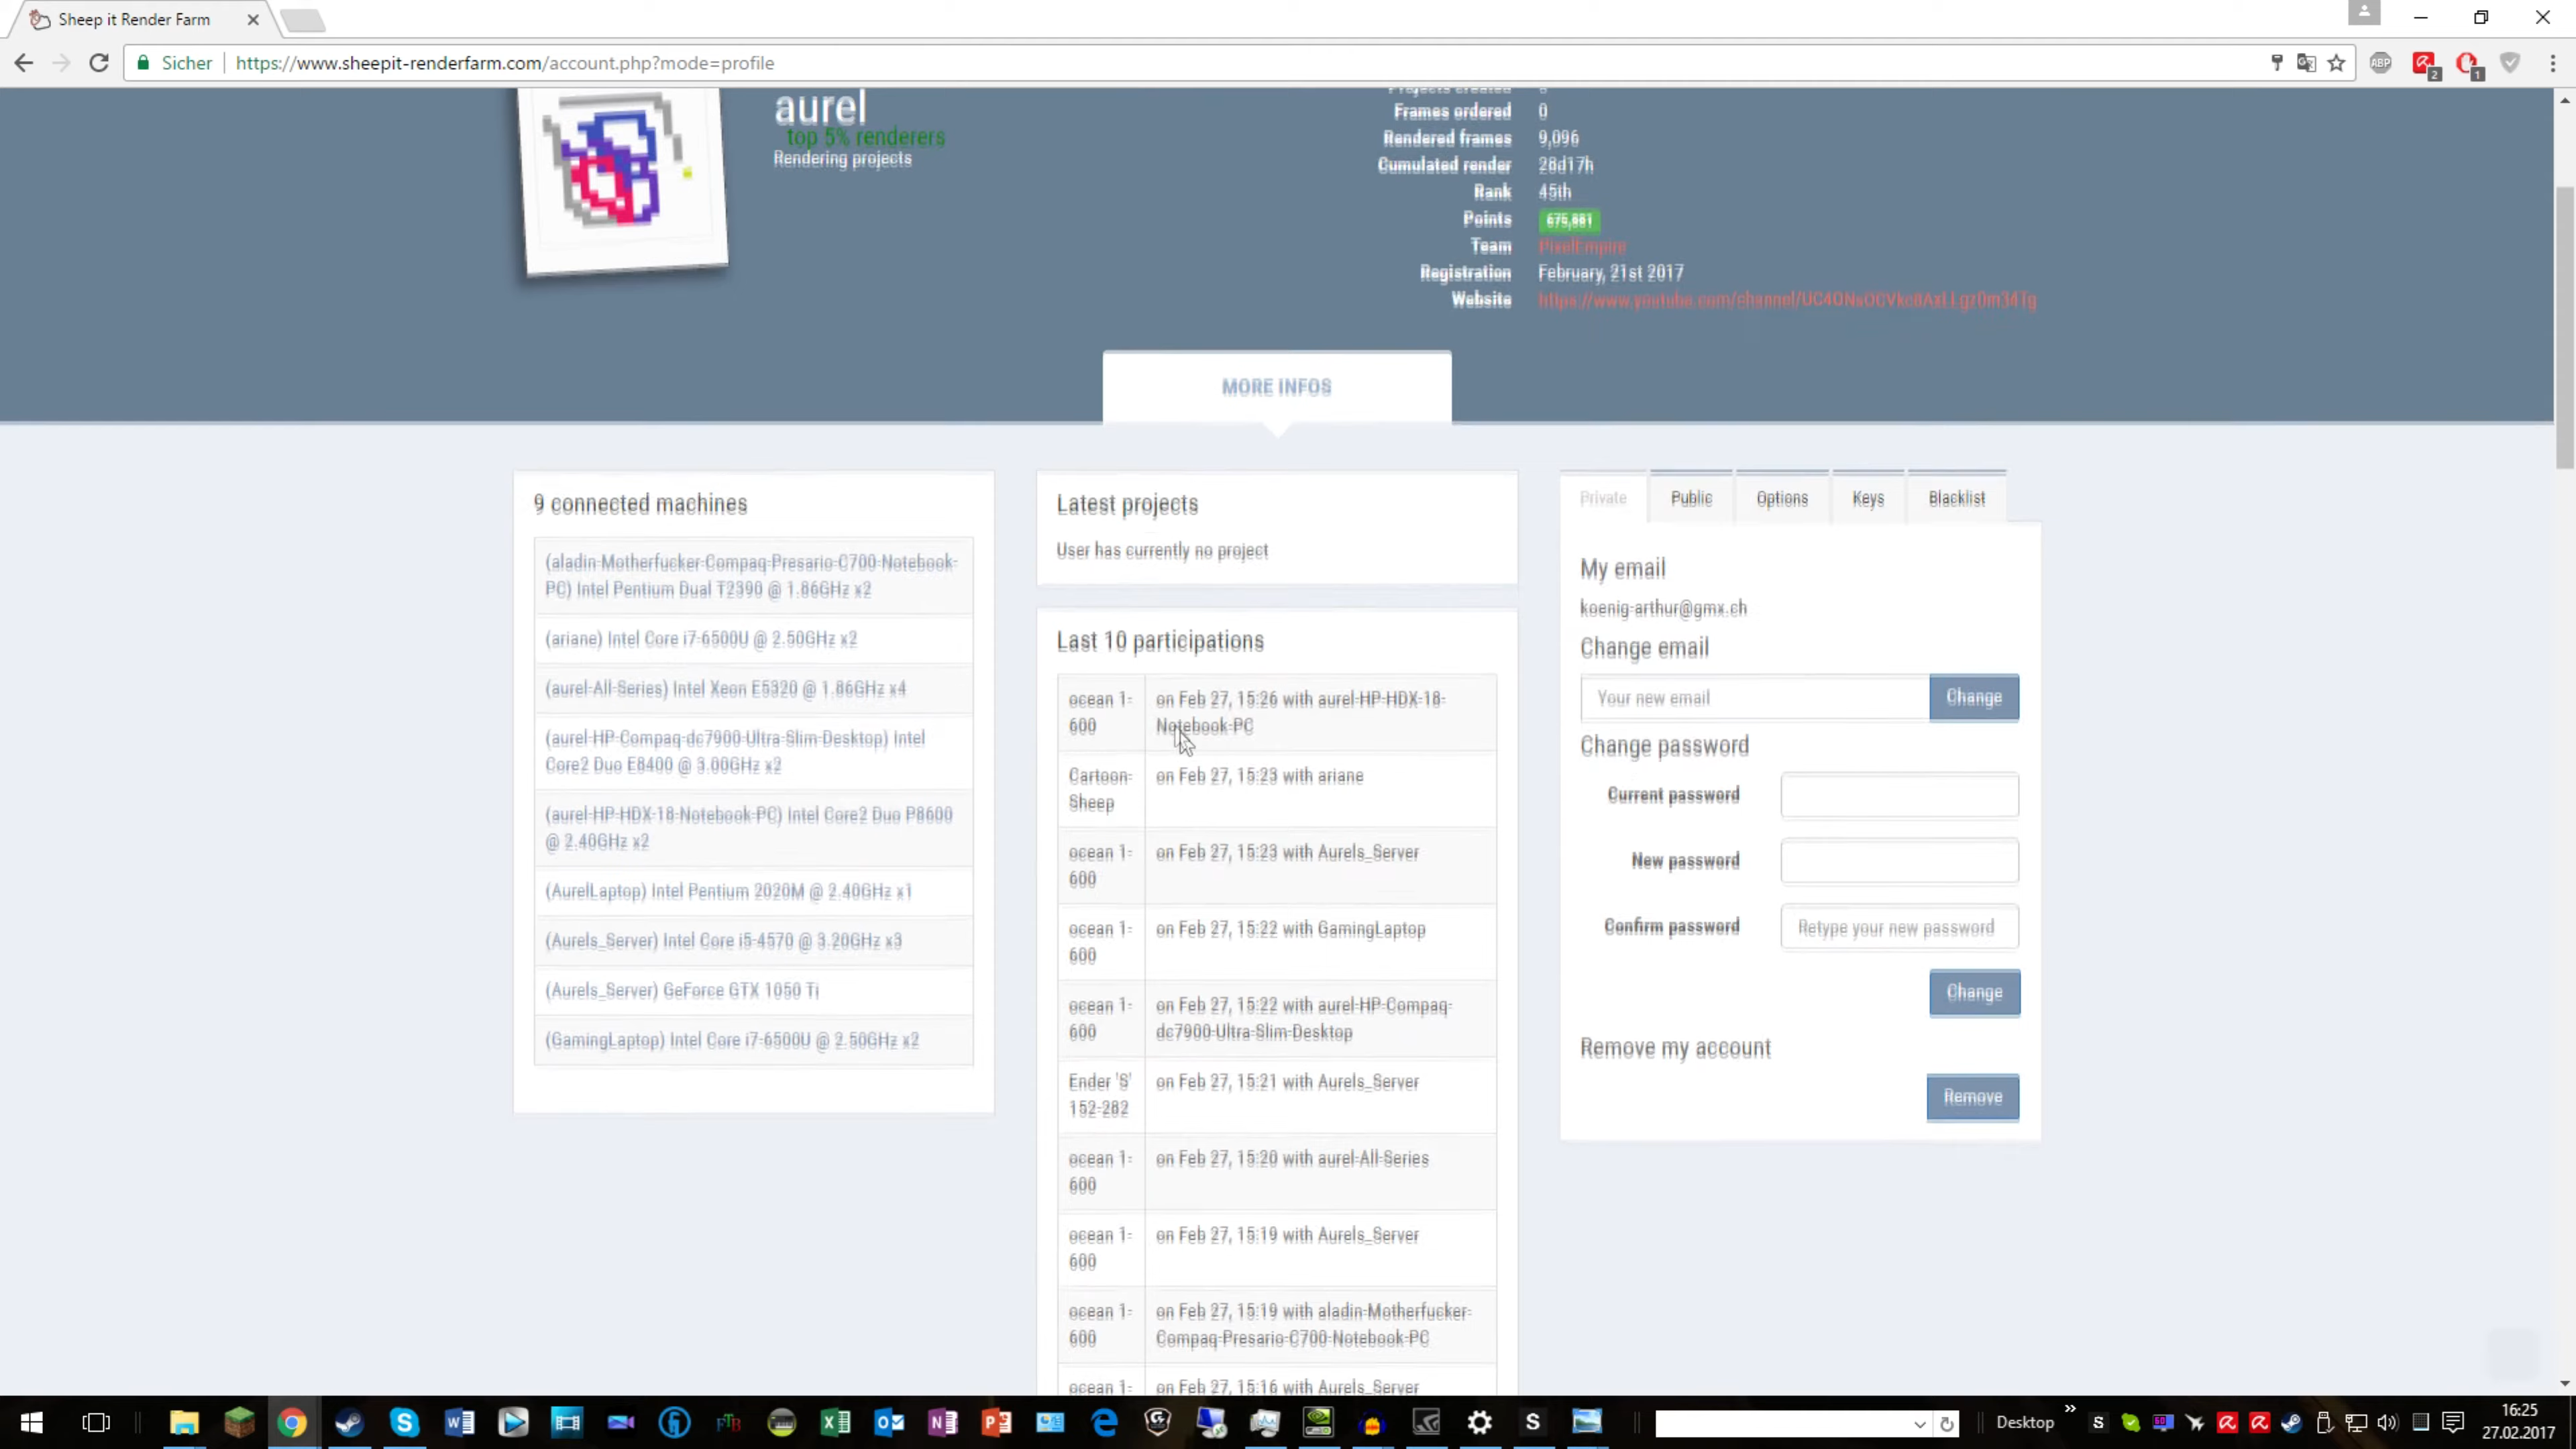 Sheep it Render Farm
Sicher
https://www.sheepit-renderfarm.com/account.php?mode=profile
ABP
2
1
aurel
top 5% renderers
Rendering projects
Projects created
Frames ordered 0
Rendered frames 9,096
Cumulated render 28d17h
Rank 45th
Points 675,881
Team PixelEmpire
Registration February, 21st 2017
Website
MORE INFOS
9 connected machines
(aladin-Motherfucker-Compaq-Presario-C700-Notebook-
PC) Intel Pentium Dual T2390 @ 1.86GHz x2
(ariane) Intel Core i7-6500U @ 2.50GHz x2
(aurel-All-Series) Intel Xeon E5320 @ 1.86GHz x4
(aurel-HP-Compaq-dc7900-Ultra-Slim-Desktop) Intel
Core2 Duo E8400 @ 3.00GHz x2
(aurel-HP-HDX-18-Notebook-PC) Intel Core2 Duo P8600
@ 2.40GHz x2
(AurelLaptop) Intel Pentium 2020M @ 2.40GHz x1
(Aurels_Server) Intel Core i5-4570 @ 3.20GHz x3
(Aurels_Server) GeForce GTX 1050 Ti
(GamingLaptop) Intel Core i7-6500U @ 2.50GHz x2
Latest projects
User has currently no project
Last 10 participations
ocean 1- on Feb 27, 15:26 with aurel-HP-HDX-18-
600 Notebook-PC
Cartoon- on Feb 27, 15:23 with ariane
Sheep
ocean 1- on Feb 27, 15:23 with Aurels_Server
600
ocean 1- on Feb 27, 15:22 with GamingLaptop
600
ocean 1- on Feb 27, 15:22 with aurel-HP-Compaq-
600 dc7900-Ultra-Slim-Desktop
Ender 'S' on Feb 27, 15:21 with Aurels_Server
152-282
ocean 1- on Feb 27, 15:20 with aurel-All-Series
600
ocean 1- on Feb 27, 15:19 with Aurels_Server
600
ocean 1- on Feb 27, 15:19 with aladin-Motherfucker-
600 Compaq-Presario-C700-Notebook-PC
ocean 1- on Feb 27, 15:16 with Aurels_Server
Private Public Options Keys Blacklist
My email
koenig-arthur@gmx.ch
Change email
Your new email Change
Change password
Current password
New password
Confirm password Retype your new password
Change
Remove my account
Remove
Desktop
16:25
27.02.2017